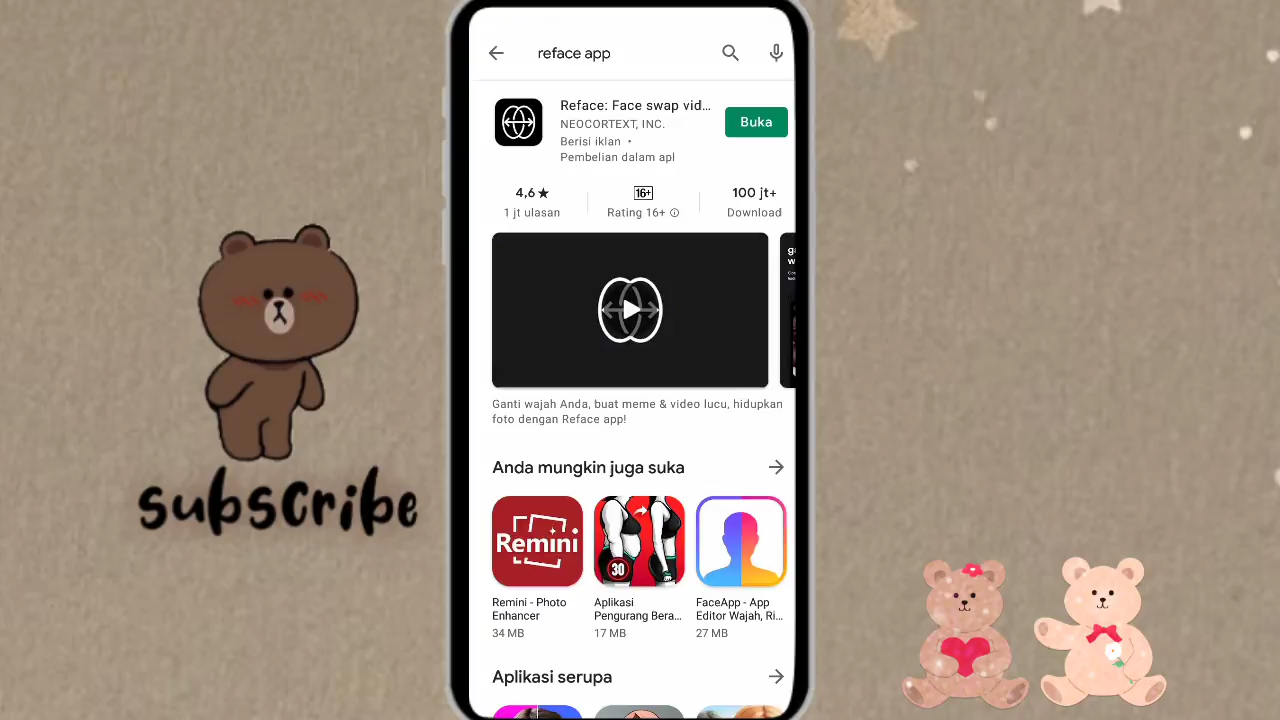 reface app
Reface: Face swap vid...
NEOCORTEXT, INC.
Berisi iklan •
Pembelian dalam apl
Buka
4,6★
1 jt ulasan
16+
Rating 16+
100 jt+
Download
Ganti wajah Anda, buat meme & video lucu, hidupkan
foto dengan Reface app!
Anda mungkin juga suka
Remini
30
Remini - Photo
Enhancer
34 MB
Aplikasi
Pengurang Bera...
17 MB
FaceApp - App
Editor Wajah, Ri...
27 MB
Aplikasi serupa
subscribe